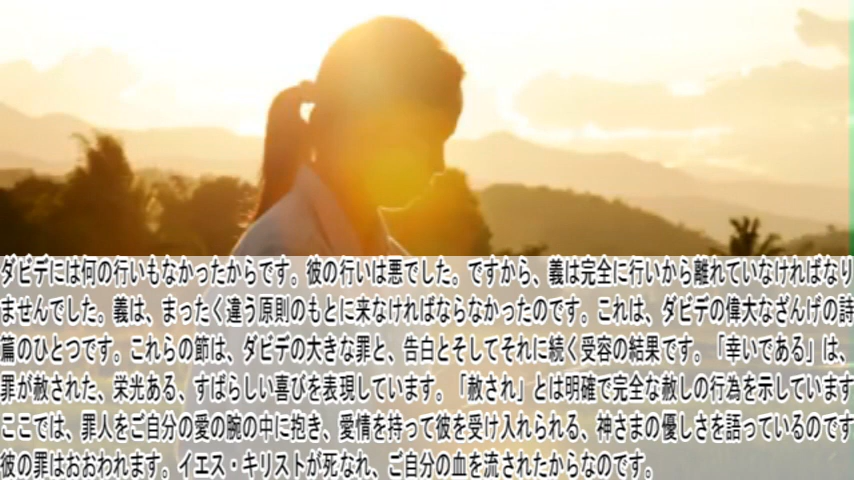 ダビデには何の行いもなかったからです。彼の行いは悪でした。ですから、義は完全に行いから離れていなければなり
ませんでした。義は、まったく違う原則のもとに来なければならなかったのです。これは、ダビデの偉大なざんげの詩
篇のひとつです。これらの節は、ダビデの大きな罪と、告白とそしてそれに続く受容の結果です。「幸いである」は、
罪が赦された、栄光ある、すばらしい喜びを表現しています。「赦され」とは明確で完全な赦しの行為を示しています
ここでは、罪人をご自分の愛の腕の中に抱き、愛情を持って彼を受け入れられる、神さまの優しさを語っているのです
彼の罪はおおわれます。イエス・キリストが死なれ、ご自分の血を流されたからなのです。